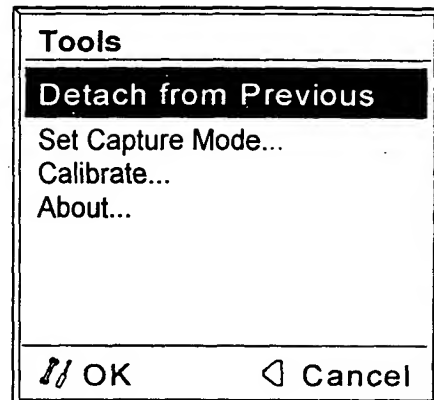 Tools
Detach from Previous
Set Capture Mode...
Calibrate...
About...
OK Cancel